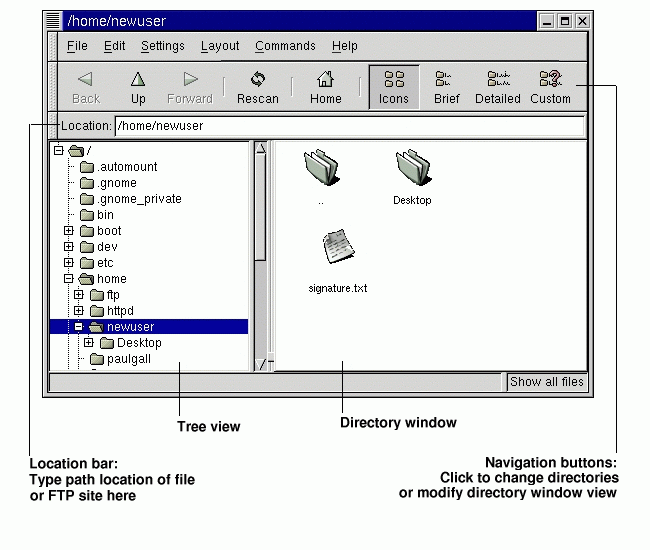 /home/newuser
File Edit Settings Layout Commands Help
Back Up Forward Rescan Home Icons Brief Detailed Custom
Location: /home/newuser
/
.automount
.gnome
.gnome_private
bin
boot
dev
etc
home
ftp
httpd
newuser
Desktop
paulgall
.. Desktop
signature.txt
Show all files
Tree view
Directory window
Location bar:
Type path location of file
or FTP site here
Navigation buttons:
Click to change directories
or modify directory window view